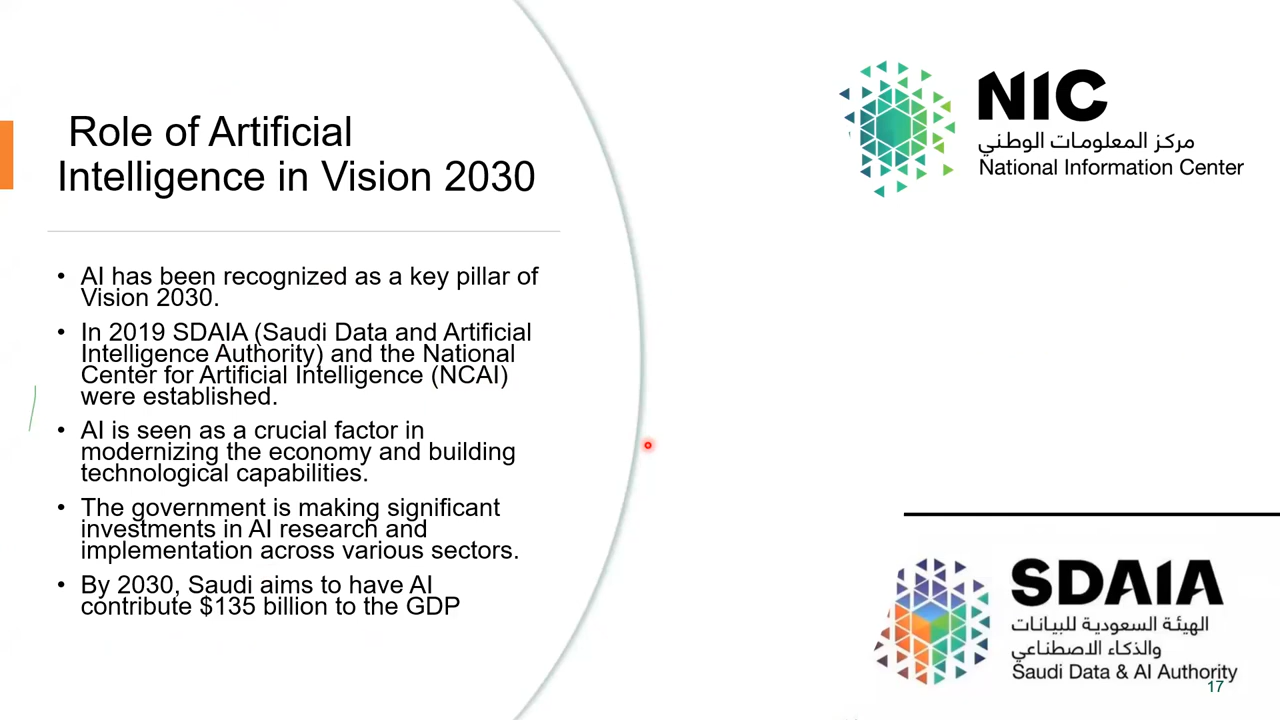 Role of Artificial
Intelligence in Vision 2030
• AI has been recognized as a key pillar of
Vision 2030.
• In 2019 SDAIA (Saudi Data and Artificial
Intelligence Authority) and the National
Center for Artificial Intelligence (NCAI)
were established.
• AI is seen as a crucial factor in
modernizing the economy and building
technological capabilities.
• The government is making significant
investments in AI research and
implementation across various sectors.
• By 2030, Saudi aims to have AI
contribute $135 billion to the GDP
NIC
مركز المعلومات الوطني
National Information Center
SDAIA
الهيئة السعودية للبيانات
والذكاء الاصطناعي
Saudi Data & AI Authority
17